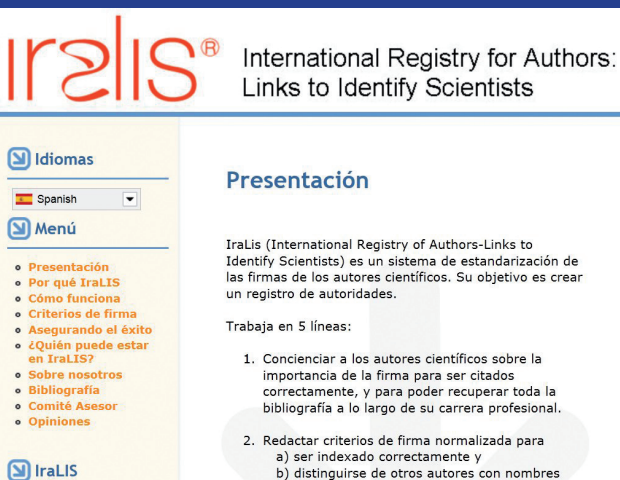 IralIS®
International Registry for Authors:
Links to Identify Scientists
Idiomas
Spanish
Menú
Presentación
Por qué IraLIS
Cómo funciona
Criterios de firma
Asegurando el éxito
¿Quién puede estar
en IraLIS?
Sobre nosotros
Bibliografía
Comité Asesor
Opiniones
IraLIS
Presentación
IraLis (International Registry of Authors-Links to
Identify Scientists) es un sistema de estandarización de
las firmas de los autores científicos. Su objetivo es crear
un registro de autoridades.
Trabaja en 5 líneas:
1. Concienciar a los autores científicos sobre la
importancia de la firma para ser citados
correctamente, y para poder recuperar toda la
bibliografía a lo largo de su carrera profesional.
2. Redactar criterios de firma normalizada para
a) ser indexado correctamente y
b) distinguirse de otros autores con nombres